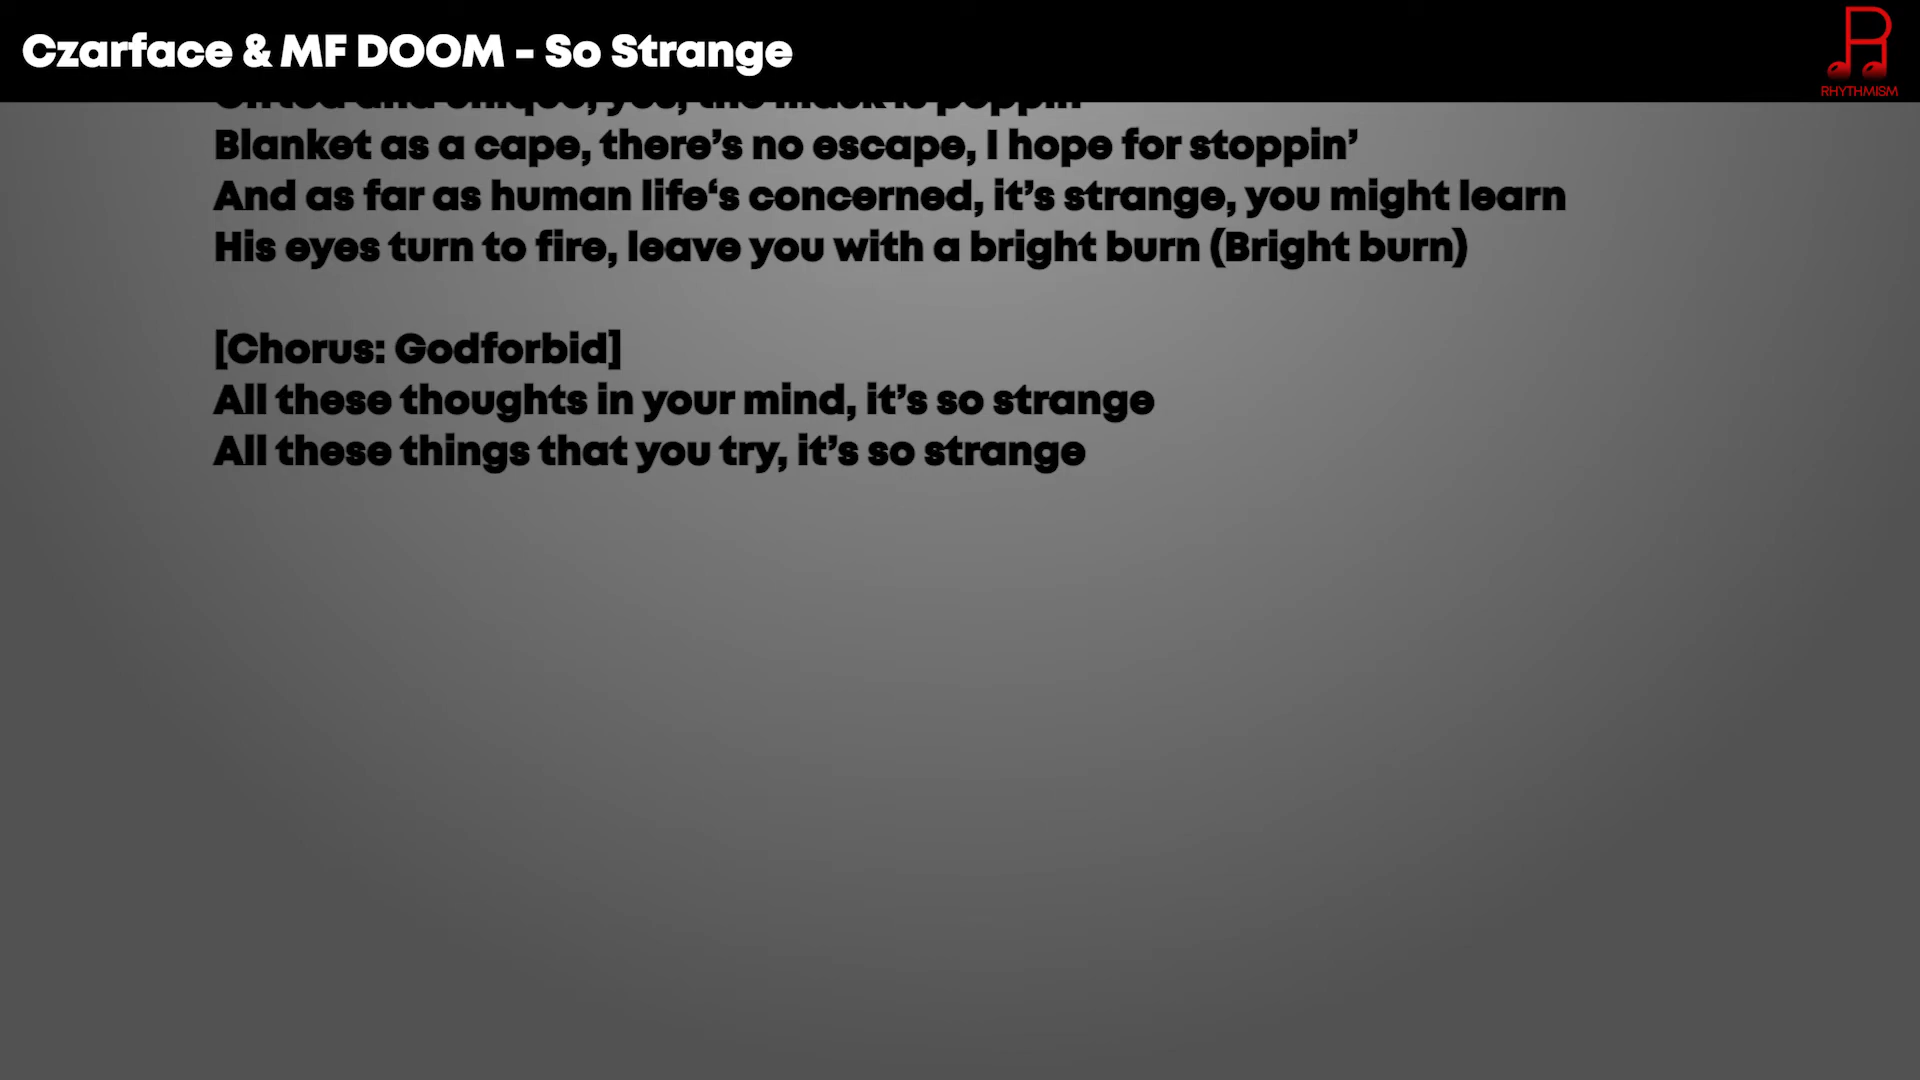 Czarface & MF DOOM - So Strange
RHYTHMISM
Blanket as a cape, there’s no escape, I hope for stoppin’
And as far as human life‘s concerned, it’s strange, you might learn
His eyes turn to fire, leave you with a bright burn (Bright burn)
[Chorus: Godforbid]
All these thoughts in your mind, it’s so strange
All these things that you try, it’s so strange